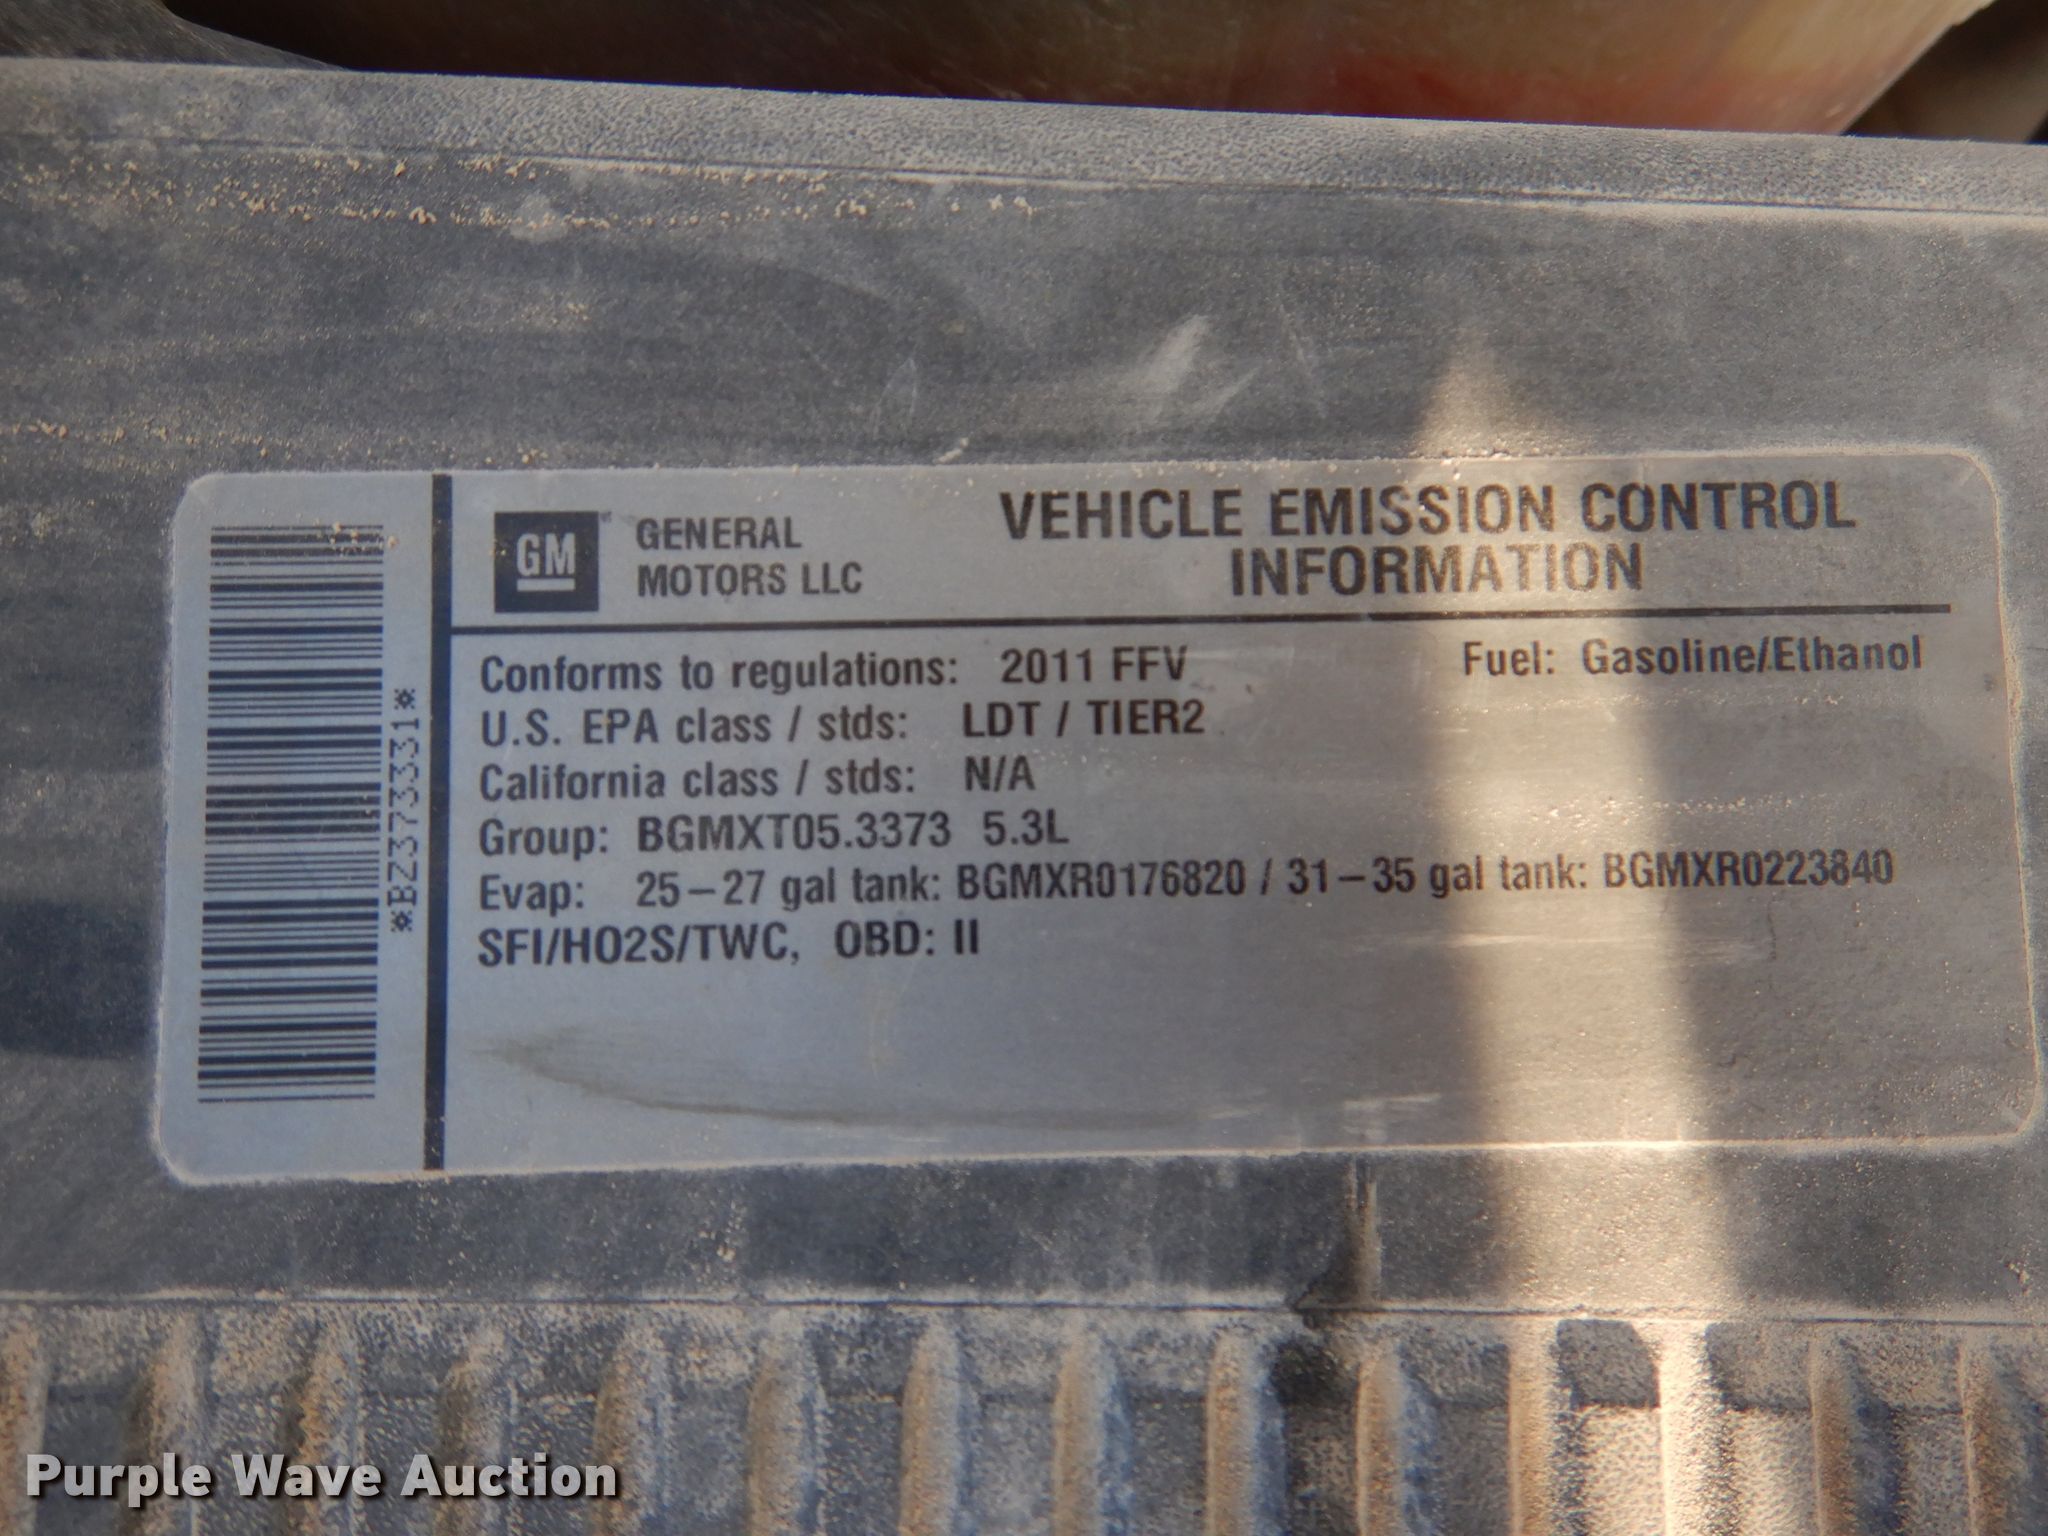 GM GENERAL MOTORS LLC
VEHICLE EMISSION CONTROL
INFORMATION
Conforms to regulations: 2011 FFV Fuel: Gasoline/Ethanol
U.S. EPA class / stds: LDT / TIER2
California class / stds: N/A
Group: BGMXT05.3373 5.3L
Evap: 25-27 gal tank: BGMXR0176820 / 31-35 gal tank: BGMXR0223840
SFI/HO2S/TWC, OBD: II
*BZ373331*
Purple Wave Auction